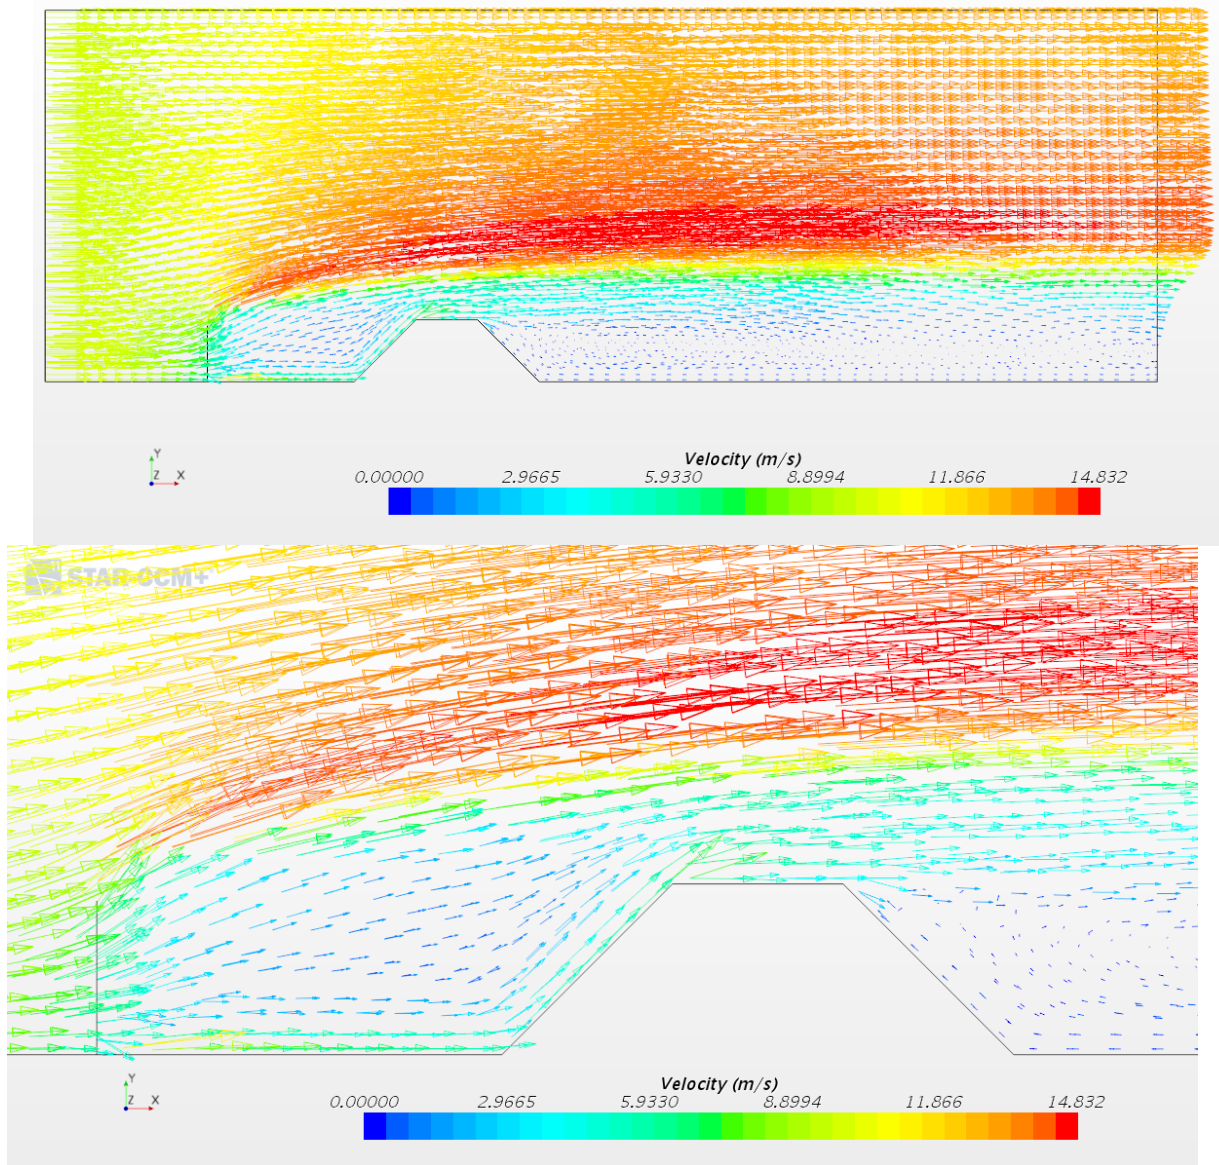 Y
Z X
Velocity (m/s)
0.00000 2.9665 5.9330 8.8994 11.866 14.832
STAR-CCM+
Y
Z X
Velocity (m/s)
0.00000 2.9665 5.9330 8.8994 11.866 14.832